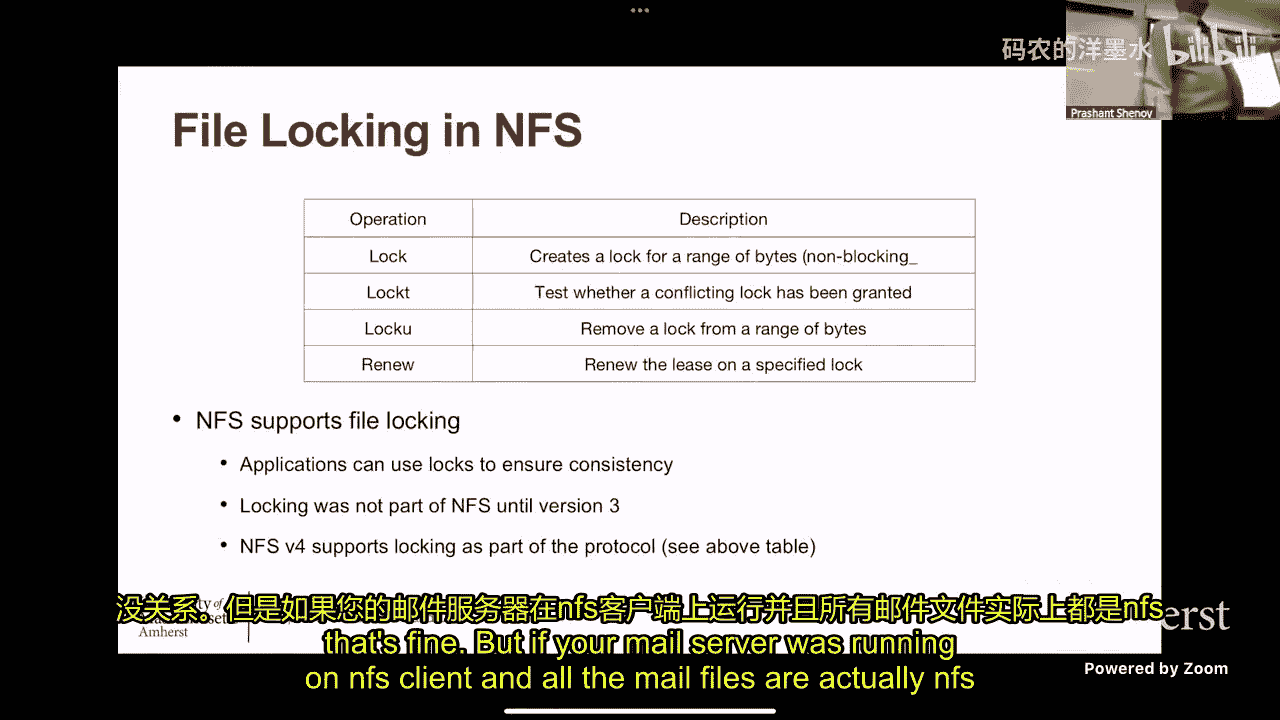 码农的洋墨水 bilibili
Prashant Shenoy
File Locking in NFS
Operation Description
Lock Creates a lock for a range of bytes (non-blocking_
Lockt Test whether a conflicting lock has been granted
Locku Remove a lock from a range of bytes
Renew Renew the lease on a specified lock
• NFS supports file locking
• Applications can use locks to ensure consistency
• Locking was not part of NFS until version 3
• NFS v4 supports locking as part of the protocol (see above table)
没关系。但是如果您的邮件服务器在nfs客户端上运行并且所有邮件文件实际上都是nfs
Amherst
that's fine. But if your mail server was running
on nfs client and all the mail files are actually nfs
Powered by Zoom